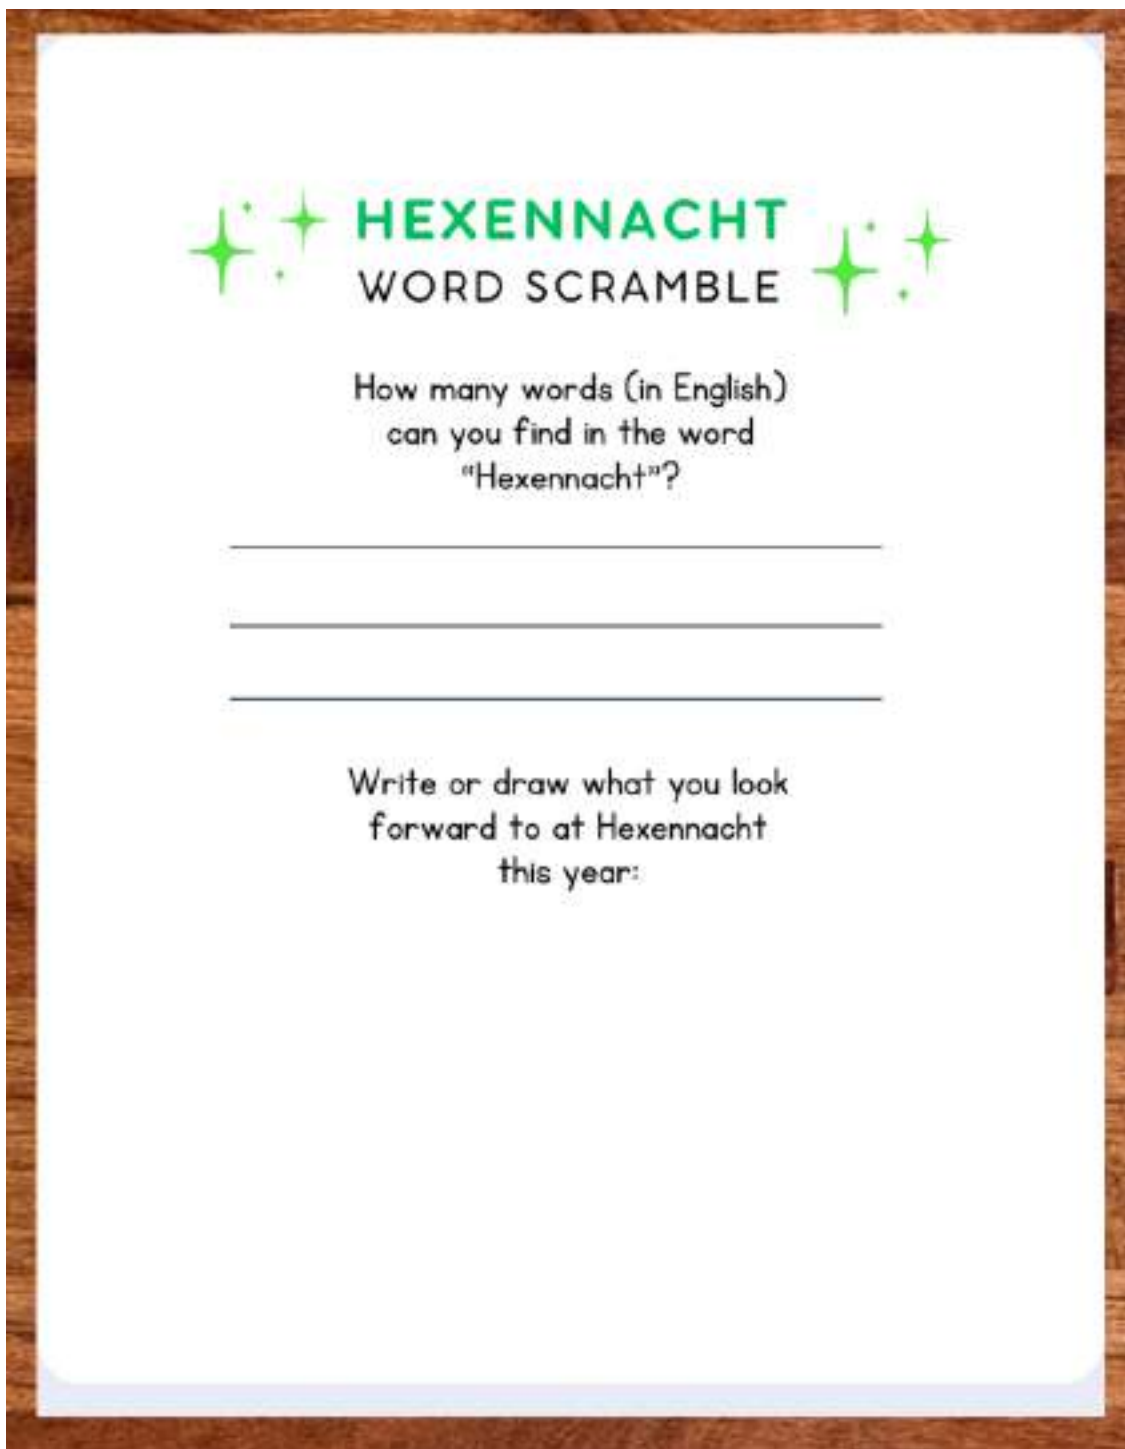 HEXENNACHT
WORD SCRAMBLE
How many words (in English)
can you find in the word
“Hexennacht”?
Write or draw what you look
forward to at Hexennacht
this year: